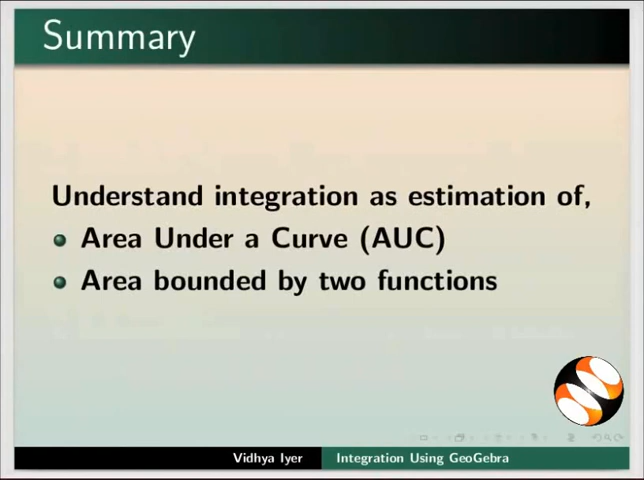 Summary
Understand integration as estimation of,
Area Under a Curve (AUC)
Area bounded by two functions
Vidhya Iyer
Integration Using GeoGebra